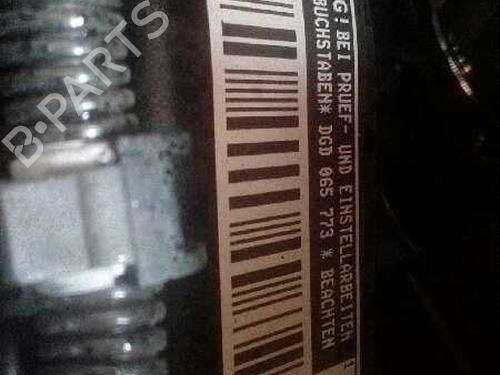 G!BEI PRUEF- UND EINSTELLARBEITEN
BUCHSTABEN* DGD 065 773 * BEACHTEN
B-PARTS